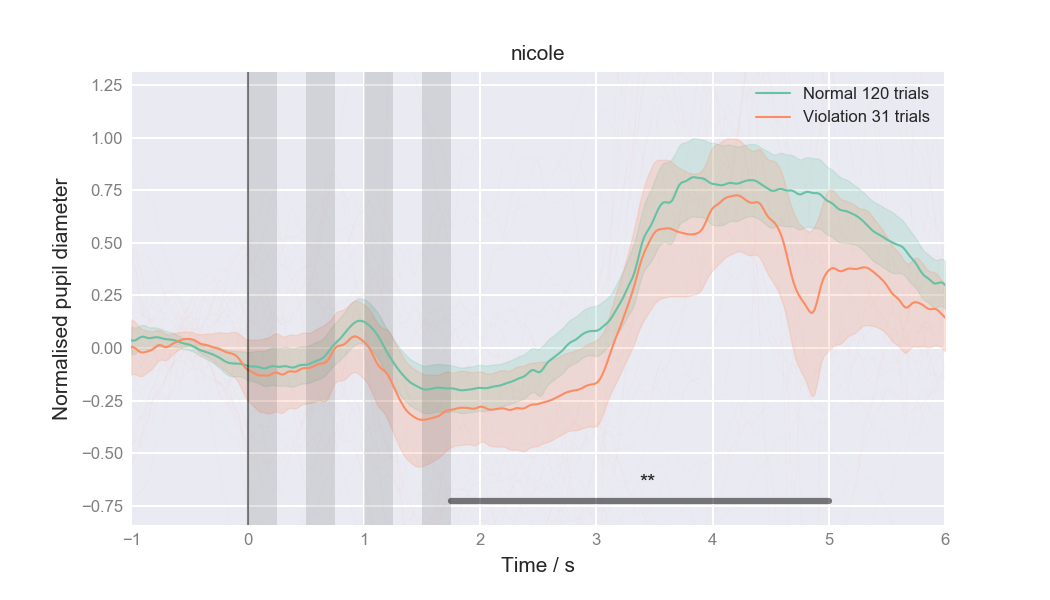 nicole
Normalised pupil diameter
1.25
1.00
0.75
0.50
0.25
0.00
−0.25
−0.50
−0.75
Normal 120 trials
Violation 31 trials
**
−1 0 1 2 3 4 5 6
Time / s